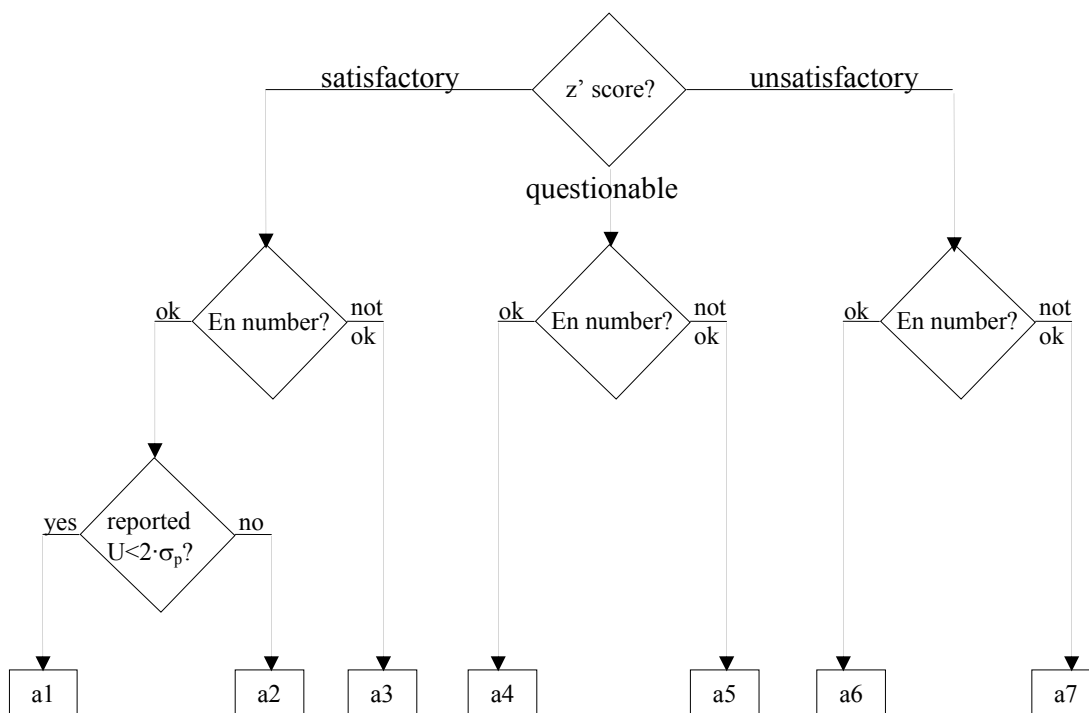 satisfactory
z’ score?
unsatisfactory
questionable
ok
En number?
not
ok
ok
En number?
not
ok
ok
En number?
not
ok
yes
reported
U<2·σp?
no
a1
a2
a3
a4
a5
a6
a7